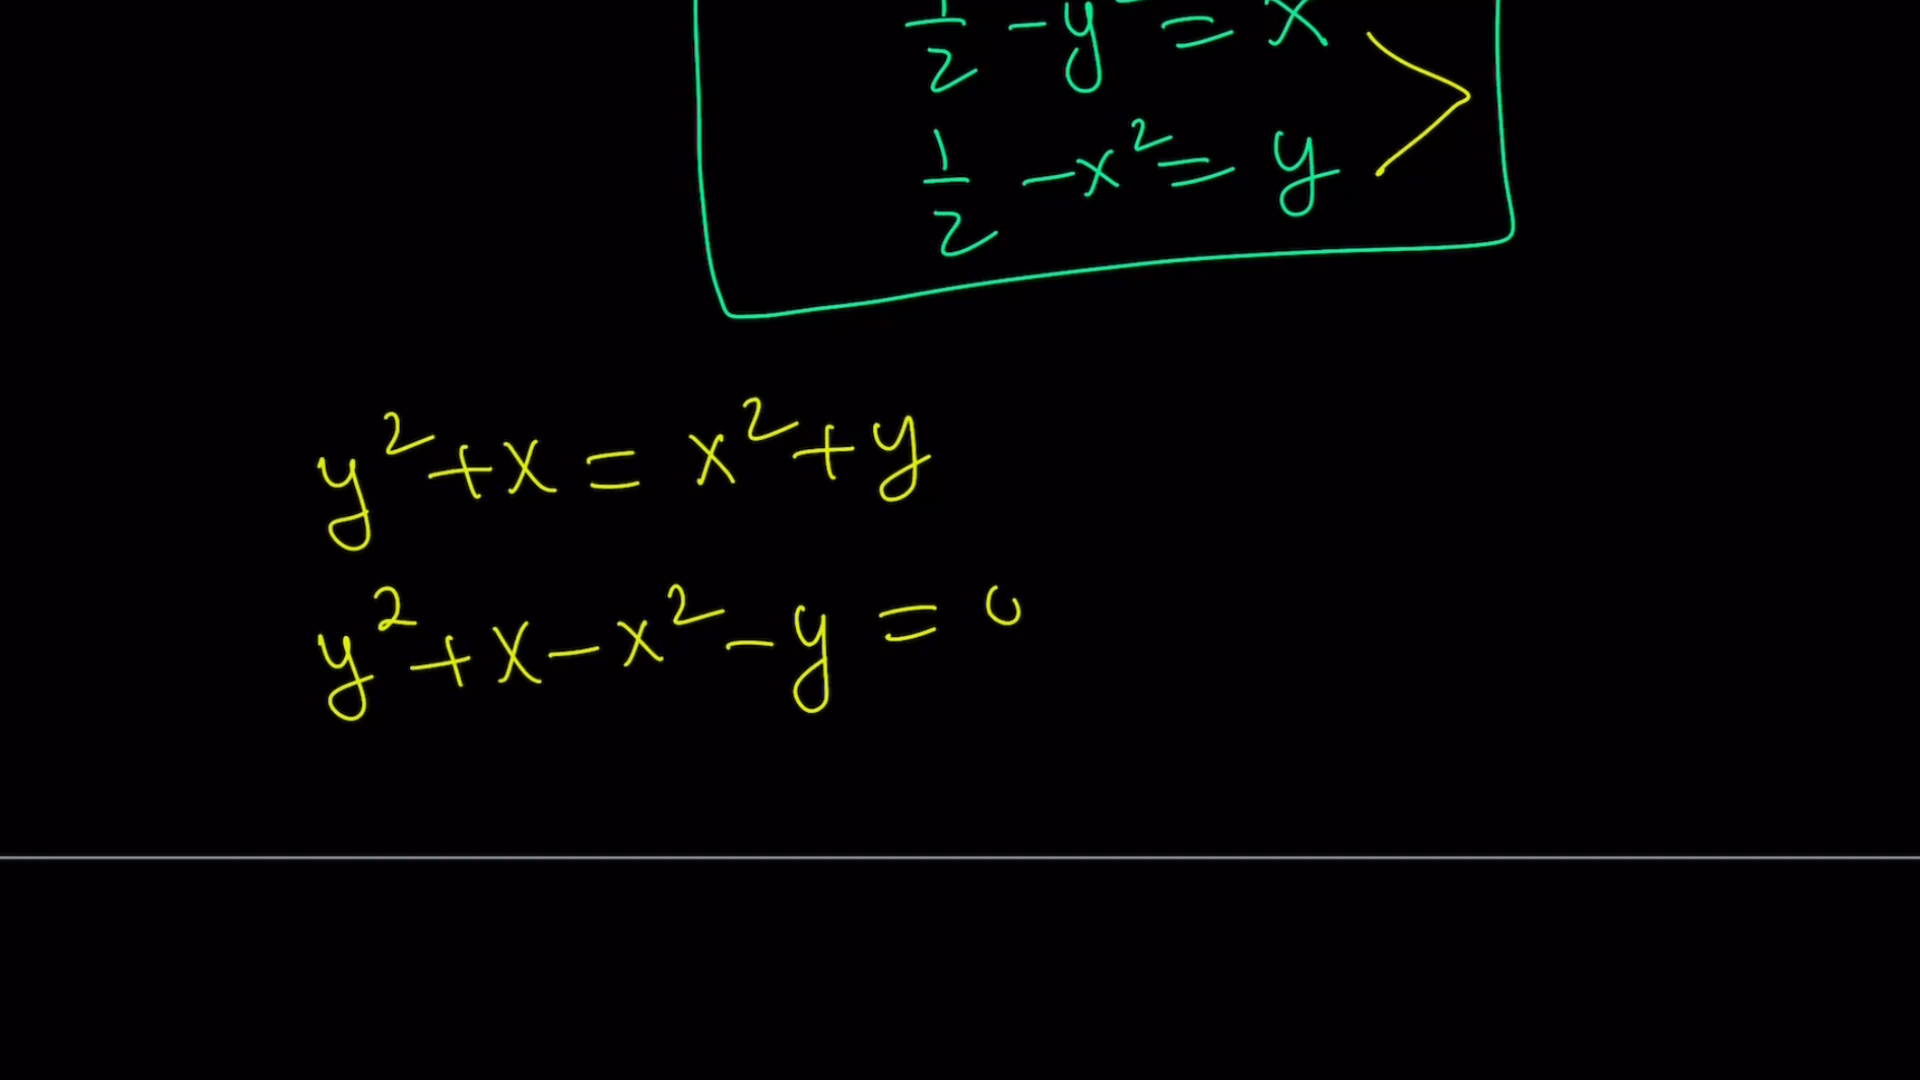 1/2 - y² = x
1/2 - x² = y
y² + x = x² + y
y² + x - x² - y = 0